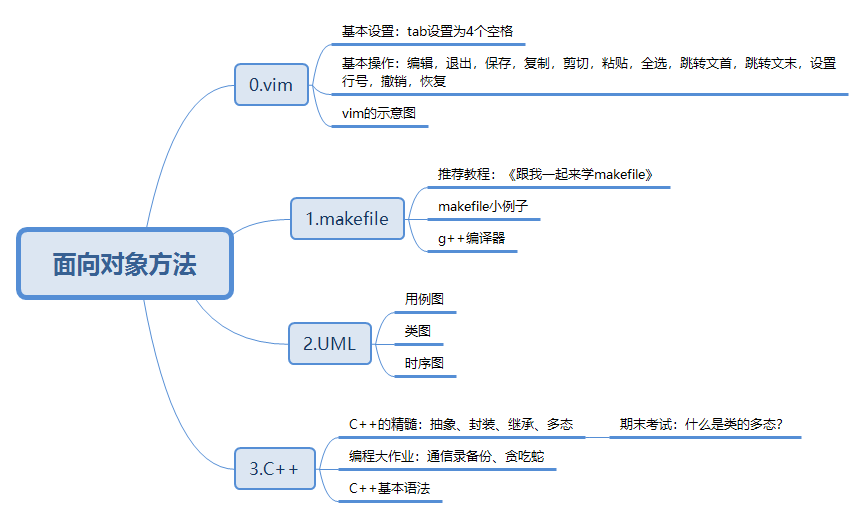 面向对象方法
0.vim
基本设置：tab设置为4个空格
基本操作：编辑，退出，保存，复制，剪切，粘贴，全选，跳转文首，跳转文末，设置
行号，撤销，恢复
vim的示意图
1.makefile
推荐教程：《跟我一起来学makefile》
makefile小例子
g++编译器
2.UML
用例图
类图
时序图
3.C++
C++的精髓：抽象、封装、继承、多态
期末考试：什么是类的多态？
编程大作业：通信录备份、贪吃蛇
C++基本语法